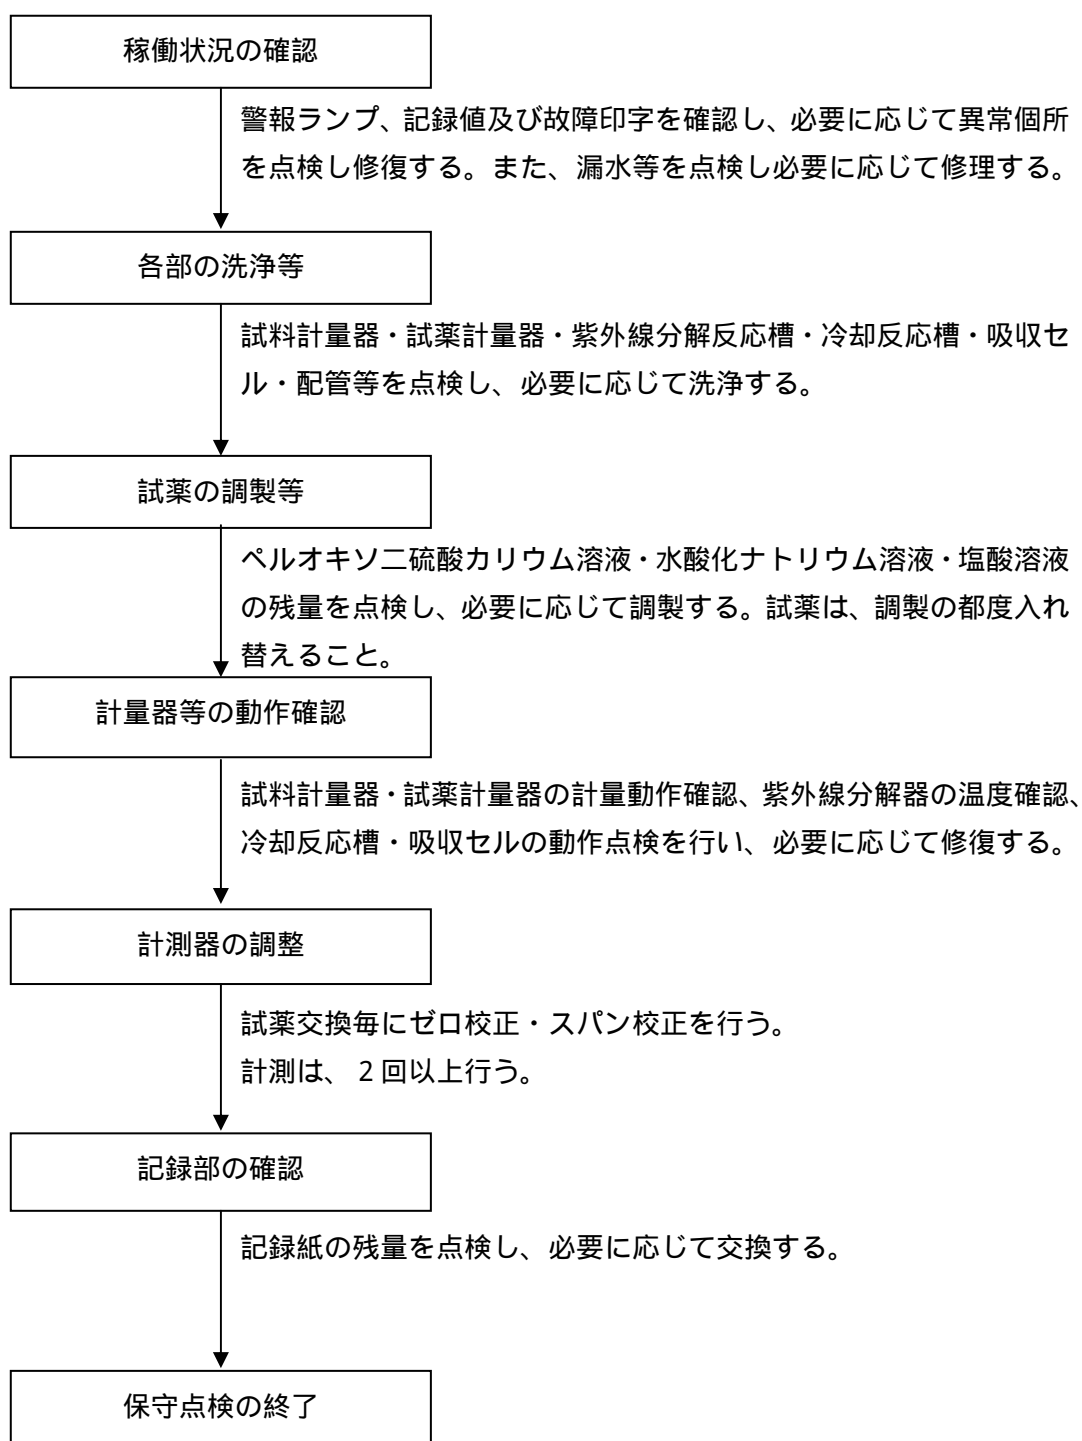 稼働状況の確認
警報ランプ、記録値及び故障印字を確認し、必要に応じて異常個所
を点検し修復する。また、漏水等を点検し必要に応じて修理する。
各部の洗浄等
試料計量器・試薬計量器・紫外線分解反応槽・冷却反応槽・吸収セ
ル・配管等を点検し、必要に応じて洗浄する。
試薬の調製等
ペルオキソ二硫酸カリウム溶液・水酸化ナトリウム溶液・塩酸溶液
の残量を点検し、必要に応じて調製する。試薬は、調製の都度入れ
替えること。
計量器等の動作確認
試料計量器・試薬計量器の計量動作確認、紫外線分解器の温度確認、
冷却反応槽・吸収セルの動作点検を行い、必要に応じて修復する。
計測器の調整
試薬交換毎にゼロ校正・スパン校正を行う。
計測は、2回以上行う。
記録部の確認
記録紙の残量を点検し、必要に応じて交換する。
保守点検の終了